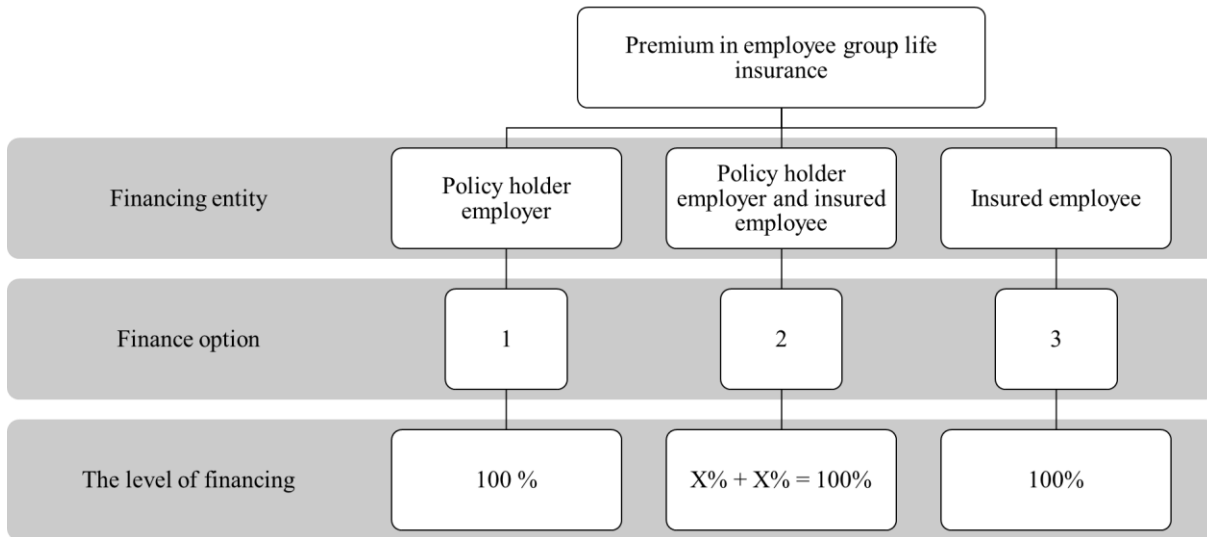 Premium in employee group life
insurance
Financing entity
Policy holder
employer
Policy holder
employer and insured
employee
Insured employee
Finance option
1
2
3
The level of financing
100 %
X% + X% = 100%
100%